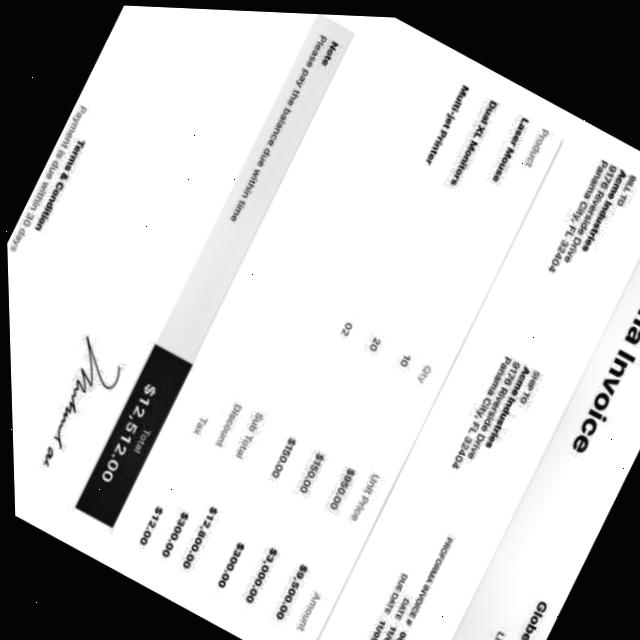 Invoice
BILL TO
Acme Industries
9176 Riverside Drive
Panama City, FL 32404
SHIP TO
Acme Industries
9176 Riverside Drive
Panama City, FL 32404
PROFORMA INVOICE #
DATE
DUE DATE
Product QTY Unit Price Amount
Laser Mouse 10 $950.00 $9,500.00
Dual XL Monitors 20 $150.00 $3,000.00
Multi-jet Printer 02 $150.00 $300.00
Sub Total $12,800.00
Discount $300.00
Tax $12.00
Note
Please pay the balance due within time
Total
$12,512.00
Terms & Condition
Payment is due within 30 days